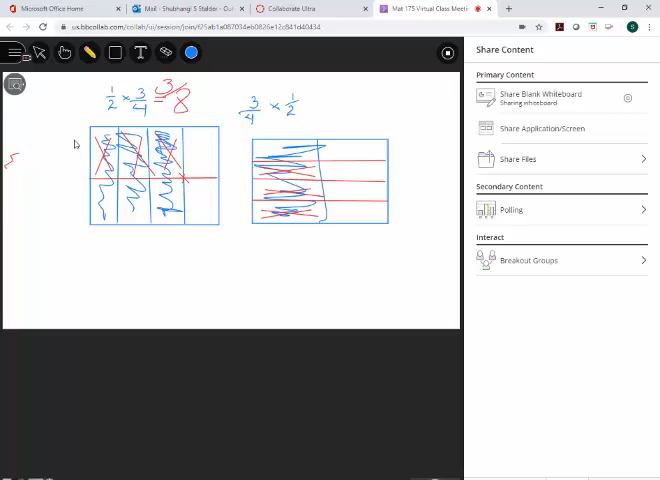 Microsoft Office Home
Mail - Shubhangi S Stalder - Out
Collaborate Ultra
Mat 175 Virtual Class Meeti
us.bbcollab.com/collab/ui/session/join/f25ab1a087034eb0826e12c841d40434
S
T
1/2 × 3/4 = 3/8
3/4 × 1/2
Share Content
Primary Content
Share Blank Whiteboard
Sharing whiteboard
Share Application/Screen
Share Files
Secondary Content
Polling
Interact
Breakout Groups